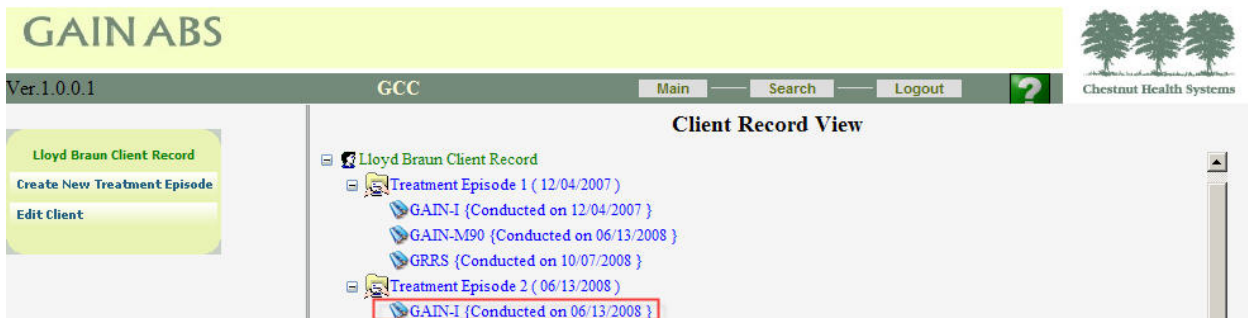 GAIN ABS
Ver.1.0.0.1 GCC Main Search Logout ?
Chestnut Health Systems
Lloyd Braun Client Record
Create New Treatment Episode
Edit Client
Client Record View
Lloyd Braun Client Record
Treatment Episode 1 ( 12/04/2007 )
GAIN-I {Conducted on 12/04/2007 }
GAIN-M90 {Conducted on 06/13/2008 }
GRRS {Conducted on 10/07/2008 }
Treatment Episode 2 ( 06/13/2008 )
GAIN-I {Conducted on 06/13/2008 }